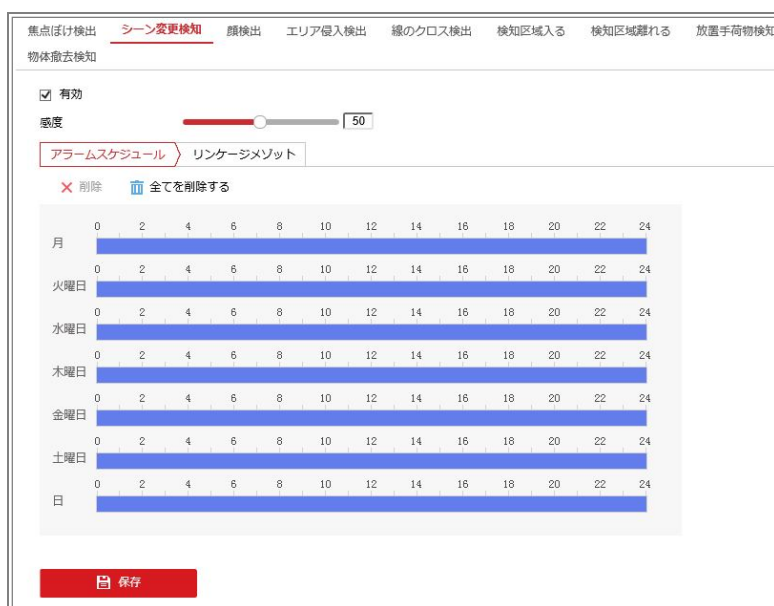 焦点ぼけ検出 シーン変更検知 顔検出 エリア侵入検出 線のクロス検出 検知区域入る 検知区域離れる 放置手荷物検知
物体撤去検知
有効
感度 50
アラームスケジュール リンケージメゾット
削除 全てを削除する
0 2 4 6 8 10 12 14 16 18 20 22 24
月
0 2 4 6 8 10 12 14 16 18 20 22 24
火曜日
0 2 4 6 8 10 12 14 16 18 20 22 24
水曜日
0 2 4 6 8 10 12 14 16 18 20 22 24
木曜日
0 2 4 6 8 10 12 14 16 18 20 22 24
金曜日
0 2 4 6 8 10 12 14 16 18 20 22 24
土曜日
0 2 4 6 8 10 12 14 16 18 20 22 24
日
保存